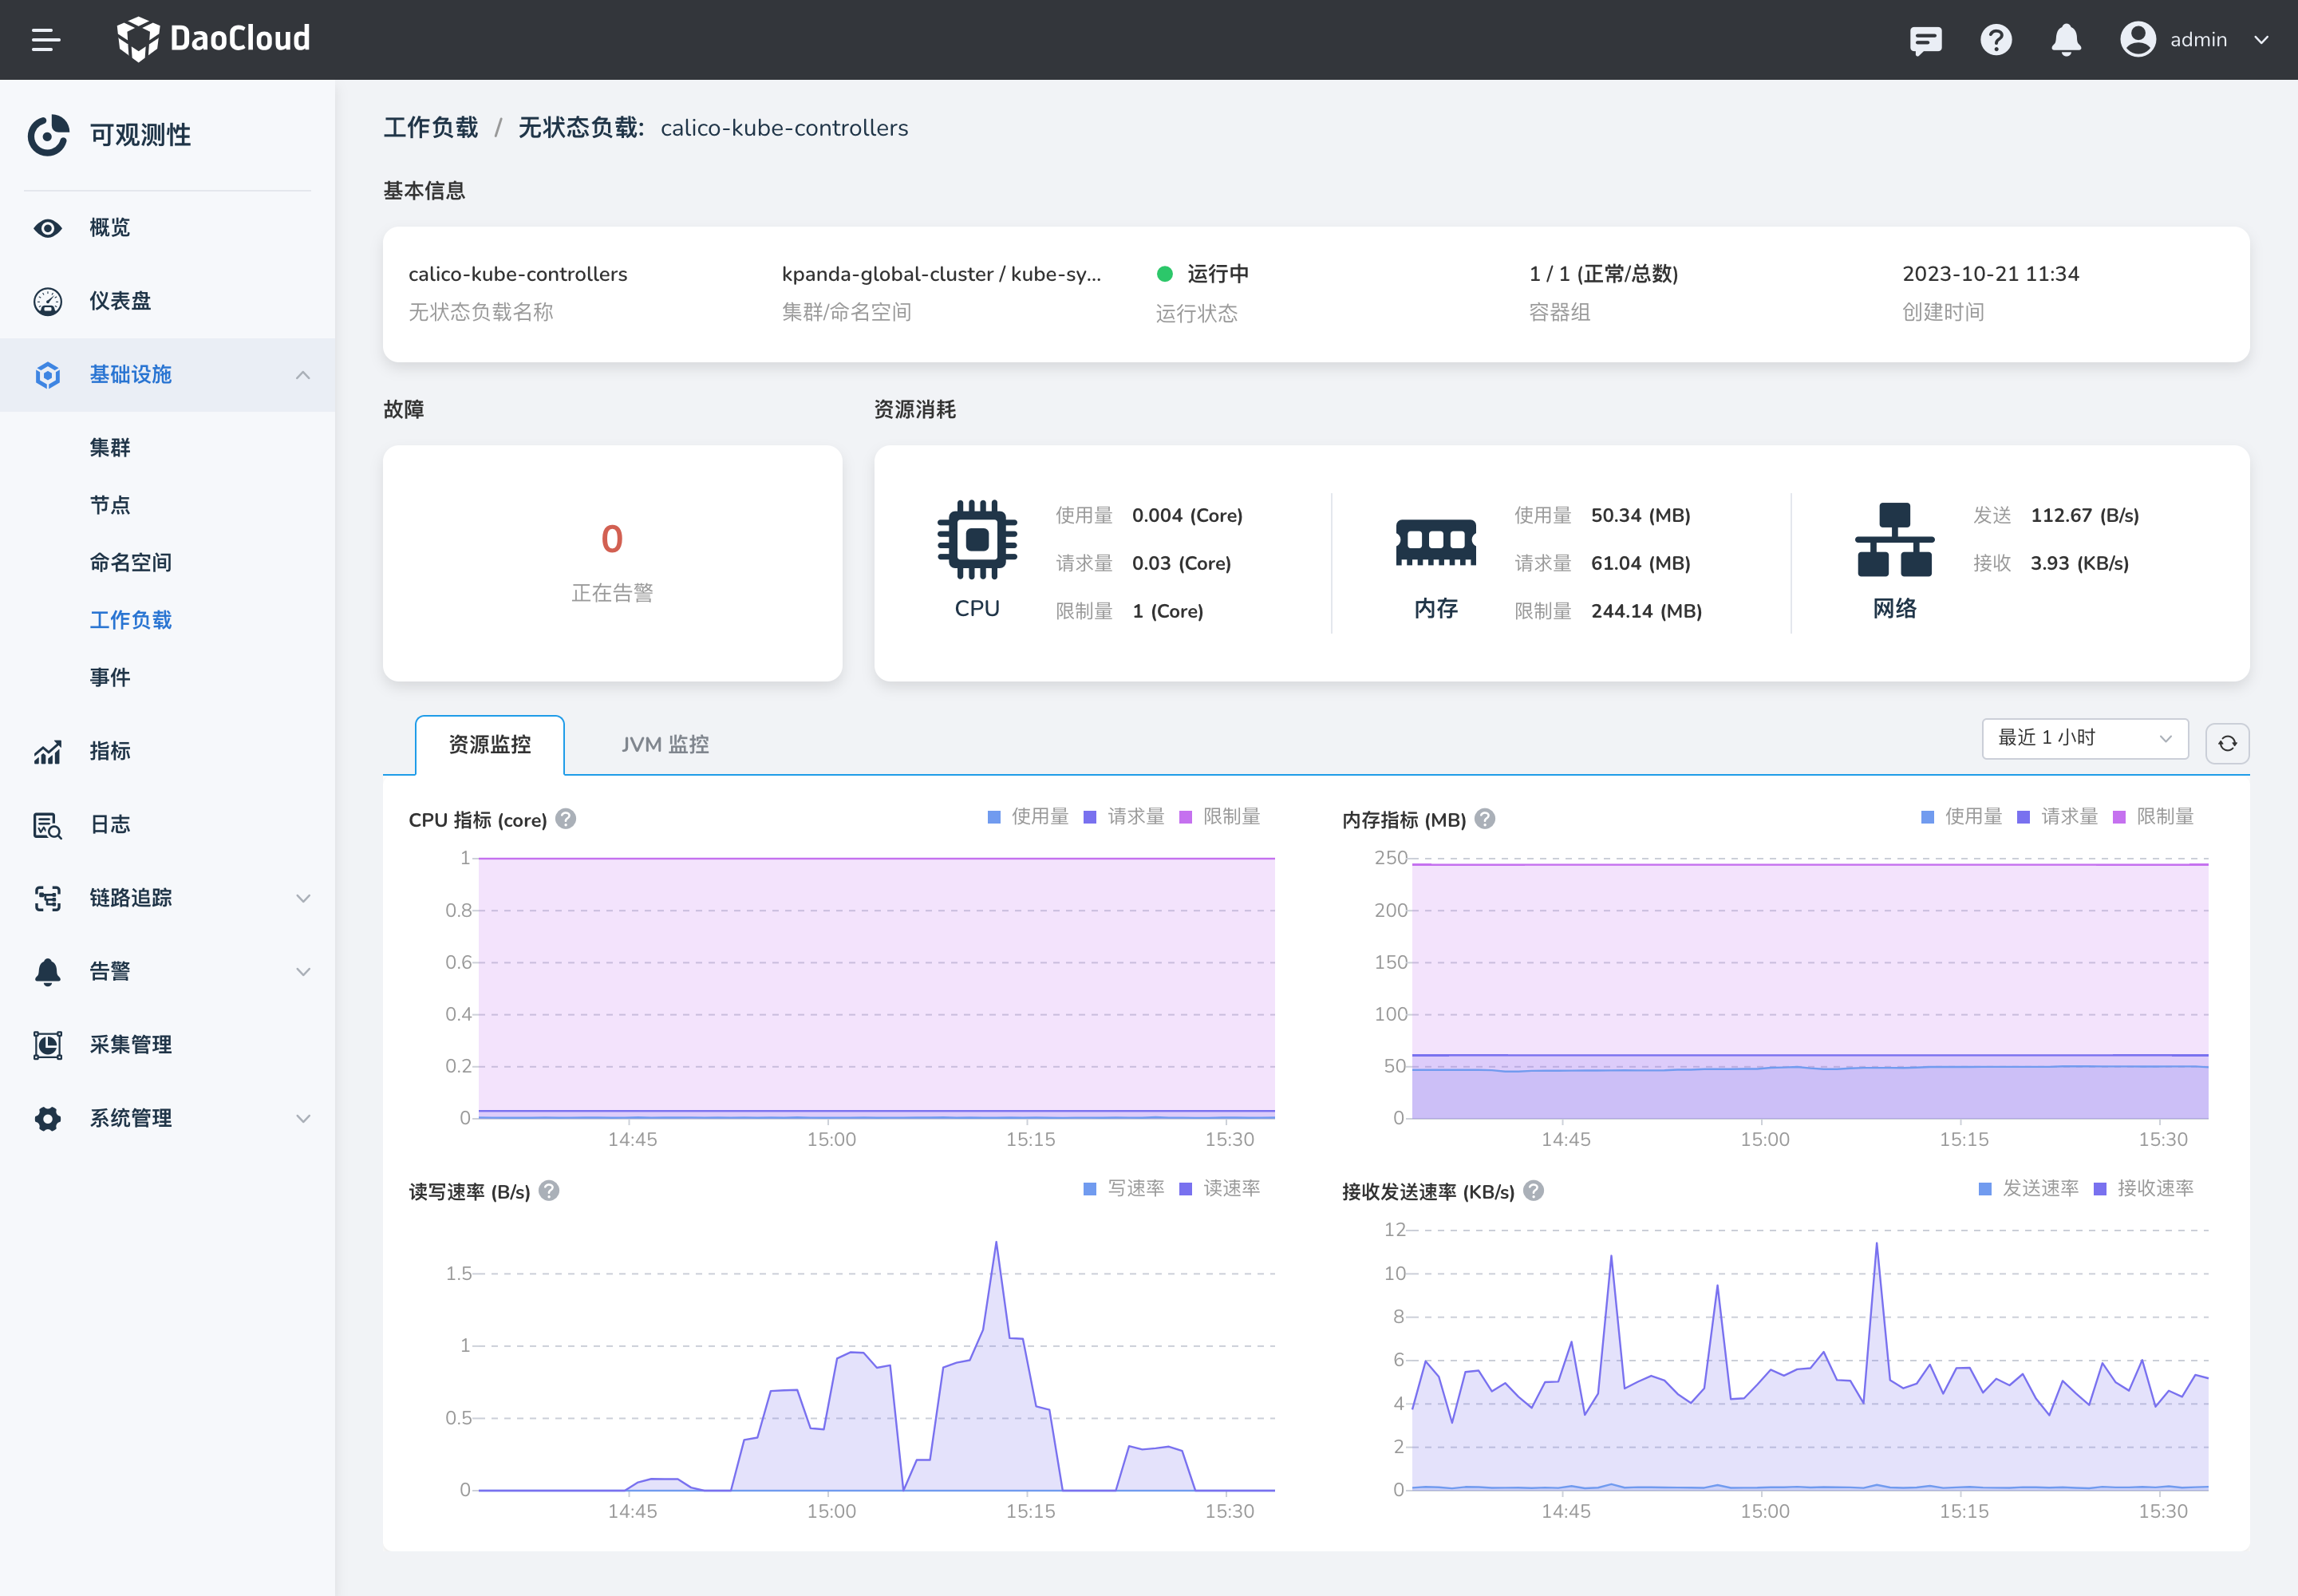 DaoCloud
admin
可观测性
概览
仪表盘
基础设施
集群
节点
命名空间
工作负载
事件
指标
日志
链路追踪
告警
采集管理
系统管理
工作负载 / 无状态负载: calico-kube-controllers
基本信息
calico-kube-controllers
无状态负载名称
kpanda-global-cluster / kube-sy...
集群/命名空间
运行中
运行状态
1 / 1 (正常/总数)
容器组
2023-10-21 11:34
创建时间
故障
0
正在告警
资源消耗
CPU
使用量 0.004 (Core)
请求量 0.03 (Core)
限制量 1 (Core)
内存
使用量 50.34 (MB)
请求量 61.04 (MB)
限制量 244.14 (MB)
网络
发送 112.67 (B/s)
接收 3.93 (KB/s)
资源监控
JVM 监控
最近 1 小时
CPU 指标 (core)
使用量 请求量 限制量
1
0.8
0.6
0.4
0.2
0
14:45 15:00 15:15 15:30
内存指标 (MB)
使用量 请求量 限制量
250
200
150
100
50
0
14:45 15:00 15:15 15:30
读写速率 (B/s)
写速率 读速率
1.5
1
0.5
0
14:45 15:00 15:15 15:30
接收发送速率 (KB/s)
发送速率 接收速率
12
10
8
6
4
2
0
14:45 15:00 15:15 15:30